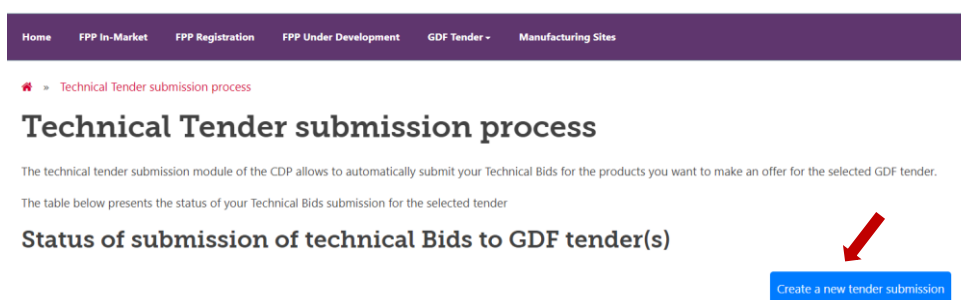 Home FPP In-Market FPP Registration FPP Under Development GDF Tender Manufacturing Sites
» Technical Tender submission process
Technical Tender submission process
The technical tender submission module of the CDP allows to automatically submit your Technical Bids for the products you want to make an offer for the selected GDF tender.
The table below presents the status of your Technical Bids submission for the selected tender
Status of submission of technical Bids to GDF tender(s)
Create a new tender submission